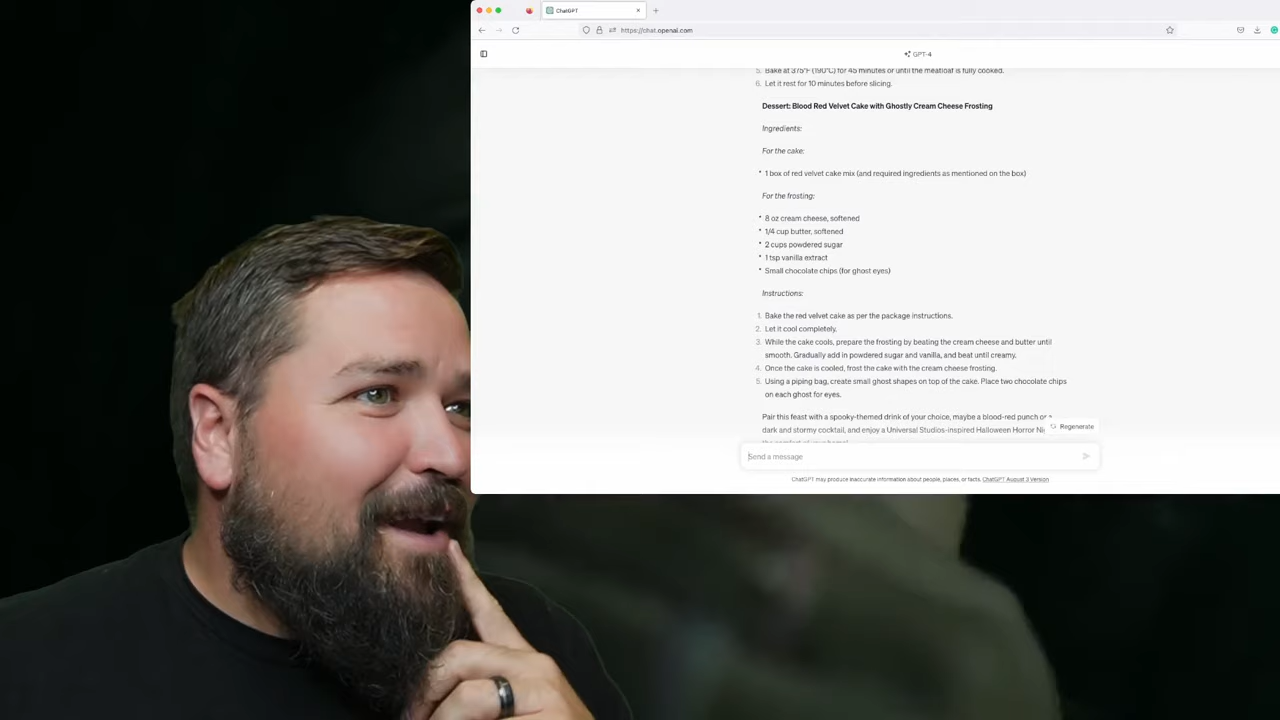 ChatGPT
https://chat.openai.com
GPT-4
5. Bake at 375°F (190°C) for 45 minutes or until the meatloaf is fully cooked.
6. Let it rest for 10 minutes before slicing.
Dessert: Blood Red Velvet Cake with Ghostly Cream Cheese Frosting
Ingredients:
For the cake:
• 1 box of red velvet cake mix (and required ingredients as mentioned on the box)
For the frosting:
• 8 oz cream cheese, softened
• 1/4 cup butter, softened
• 2 cups powdered sugar
• 1 tsp vanilla extract
• Small chocolate chips (for ghost eyes)
Instructions:
1. Bake the red velvet cake as per the package instructions.
2. Let it cool completely.
3. While the cake cools, prepare the frosting by beating the cream cheese and butter until
smooth. Gradually add in powdered sugar and vanilla, and beat until creamy.
4. Once the cake is cooled, frost the cake with the cream cheese frosting.
5. Using a piping bag, create small ghost shapes on top of the cake. Place two chocolate chips
on each ghost for eyes.
Pair this feast with a spooky-themed drink of your choice, maybe a blood-red punch or a
Regenerate
dark and stormy cocktail, and enjoy a Universal Studios-inspired Halloween Horror Ni
the comfort of your home!
Send a message
ChatGPT may produce inaccurate information about people, places, or facts. ChatGPT August 3 Version